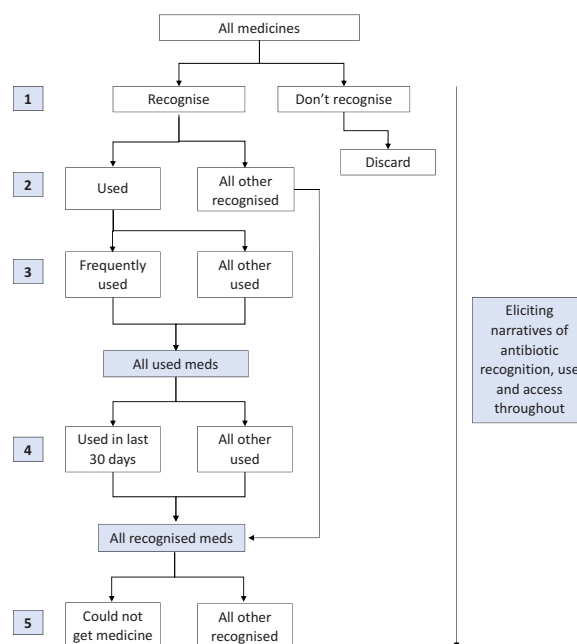 All medicines
1
Recognise
Don't recognise
Discard
2
Used
All other
recognised
3
Frequently
used
All other
used
All used meds
4
Used in last
30 days
All other
used
All recognised meds
5
Could not
get medicine
All other
recognised
Eliciting
narratives of
antibiotic
recognition, use
and access
throughout